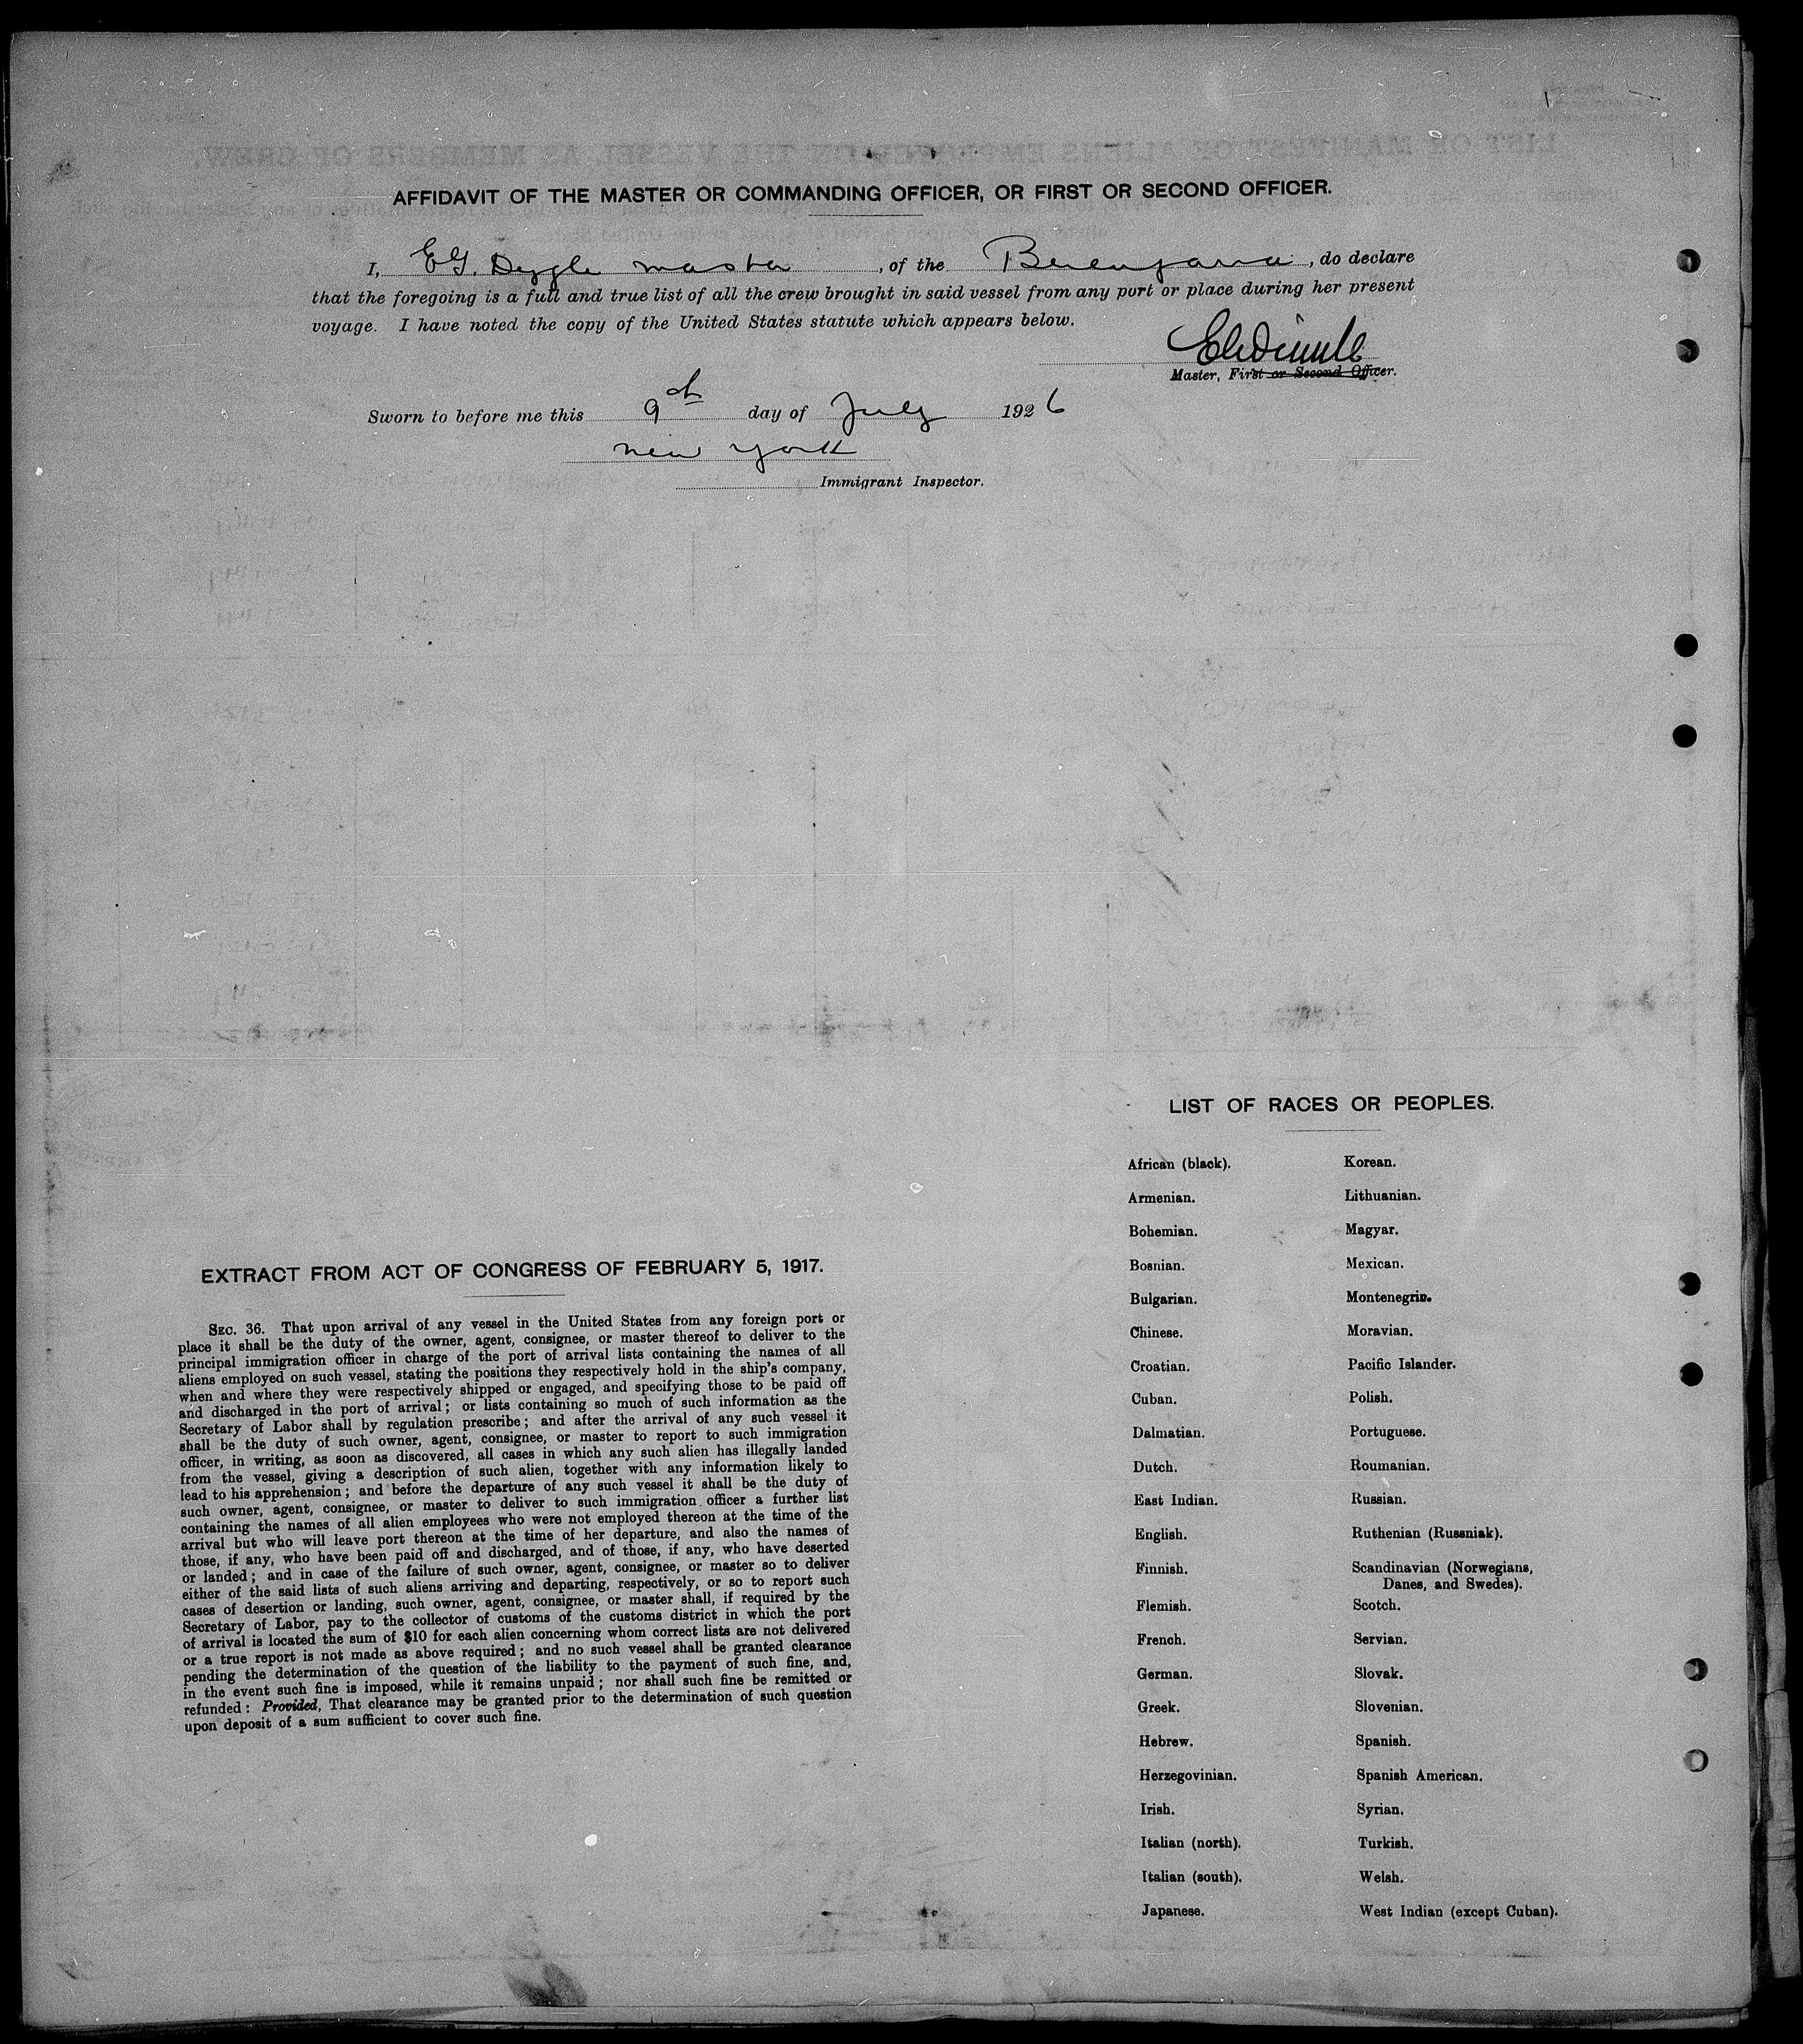 AFFIDAVIT OF THE MASTER OR COMMANDING OFFICER, OR FIRST OR SECOND OFFICER.
I, E G. master , of the Berengaria , do declare
that the foregoing is a full and true list of all the crew brought in said vessel from any port or place during her present
voyage. I have noted the copy of the United States statute which appears below.
Master, First or Second Officer.
Sworn to before me this 9th day of July 1926
New York
Immigrant Inspector.
LIST OF RACES OR PEOPLES.
African (black). Korean.
Armenian. Lithuanian.
Bohemian. Magyar.
Bosnian. Mexican.
Bulgarian. Montenegrin.
Chinese. Moravian.
Croatian. Pacific Islander.
Cuban. Polish.
Dalmatian. Portuguese.
Dutch. Roumanian.
East Indian. Russian.
English. Ruthenian (Russniak).
Finnish. Scandinavian (Norwegians,
Danes, and Swedes).
Flemish. Scotch.
French. Servian.
German. Slovak.
Greek. Slovenian.
Hebrew. Spanish.
Herzegovinian. Spanish American.
Irish. Syrian.
Italian (north). Turkish.
Italian (south). Welsh.
Japanese. West Indian (except Cuban).
EXTRACT FROM ACT OF CONGRESS OF FEBRUARY 5, 1917.
SEC. 36. That upon arrival of any vessel in the United States from any foreign port or
place it shall be the duty of the owner, agent, consignee, or master thereof to deliver to the
principal immigration officer in charge of the port of arrival lists containing the names of all
aliens employed on such vessel, stating the positions they respectively hold in the ship's company,
when and where they were respectively shipped or engaged, and specifying those to be paid off
and discharged in the port of arrival; or lists containing so much of such information as the
Secretary of Labor shall by regulation prescribe; and after the arrival of any such vessel it
shall be the duty of such owner, agent, consignee, or master to report to such immigration
officer, in writing, as soon as discovered, all cases in which any such alien has illegally landed
from the vessel, giving a description of such alien, together with any information likely to
lead to his apprehension; and before the departure of any such vessel it shall be the duty of
such owner, agent, consignee, or master to deliver to such immigration officer a further list
containing the names of all alien employees who were not employed thereon at the time of the
arrival but who will leave port thereon at the time of her departure, and also the names of
those, if any, who have been paid off and discharged, and of those, if any, who have deserted
or landed; and in case of the failure of such owner, agent, consignee, or master so to deliver
either of the said lists of such aliens arriving and departing, respectively, or so to report such
cases of desertion or landing, such owner, agent, consignee, or master shall, if required by the
Secretary of Labor, pay to the collector of customs of the customs district in which the port
of arrival is located the sum of $10 for each alien concerning whom correct lists are not delivered
or a true report is not made as above required; and no such vessel shall be granted clearance
pending the determination of the question of the liability to the payment of such fine, and,
in the event such fine is imposed, while it remains unpaid; nor shall such fine be remitted or
refunded: Provided, That clearance may be granted prior to the determination of such question
upon deposit of a sum sufficient to cover such fine.